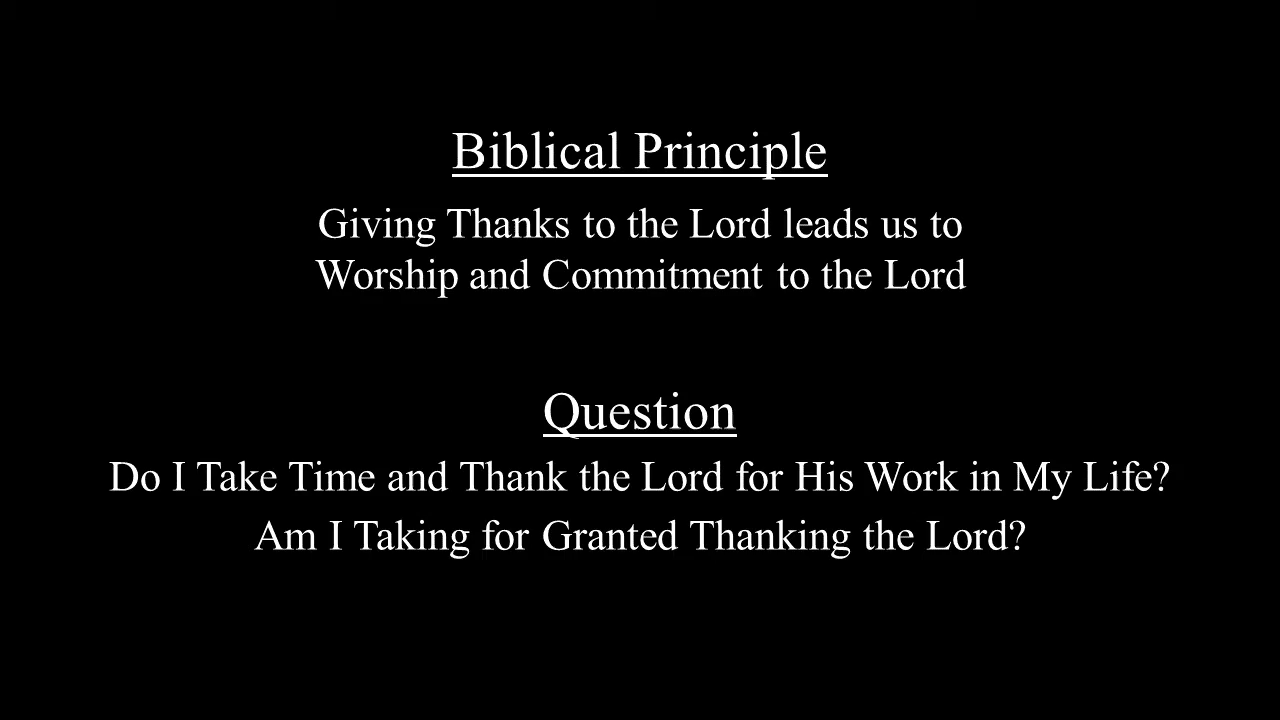 Biblical Principle
Giving Thanks to the Lord leads us to
Worship and Commitment to the Lord
Question
Do I Take Time and Thank the Lord for His Work in My Life?
Am I Taking for Granted Thanking the Lord?